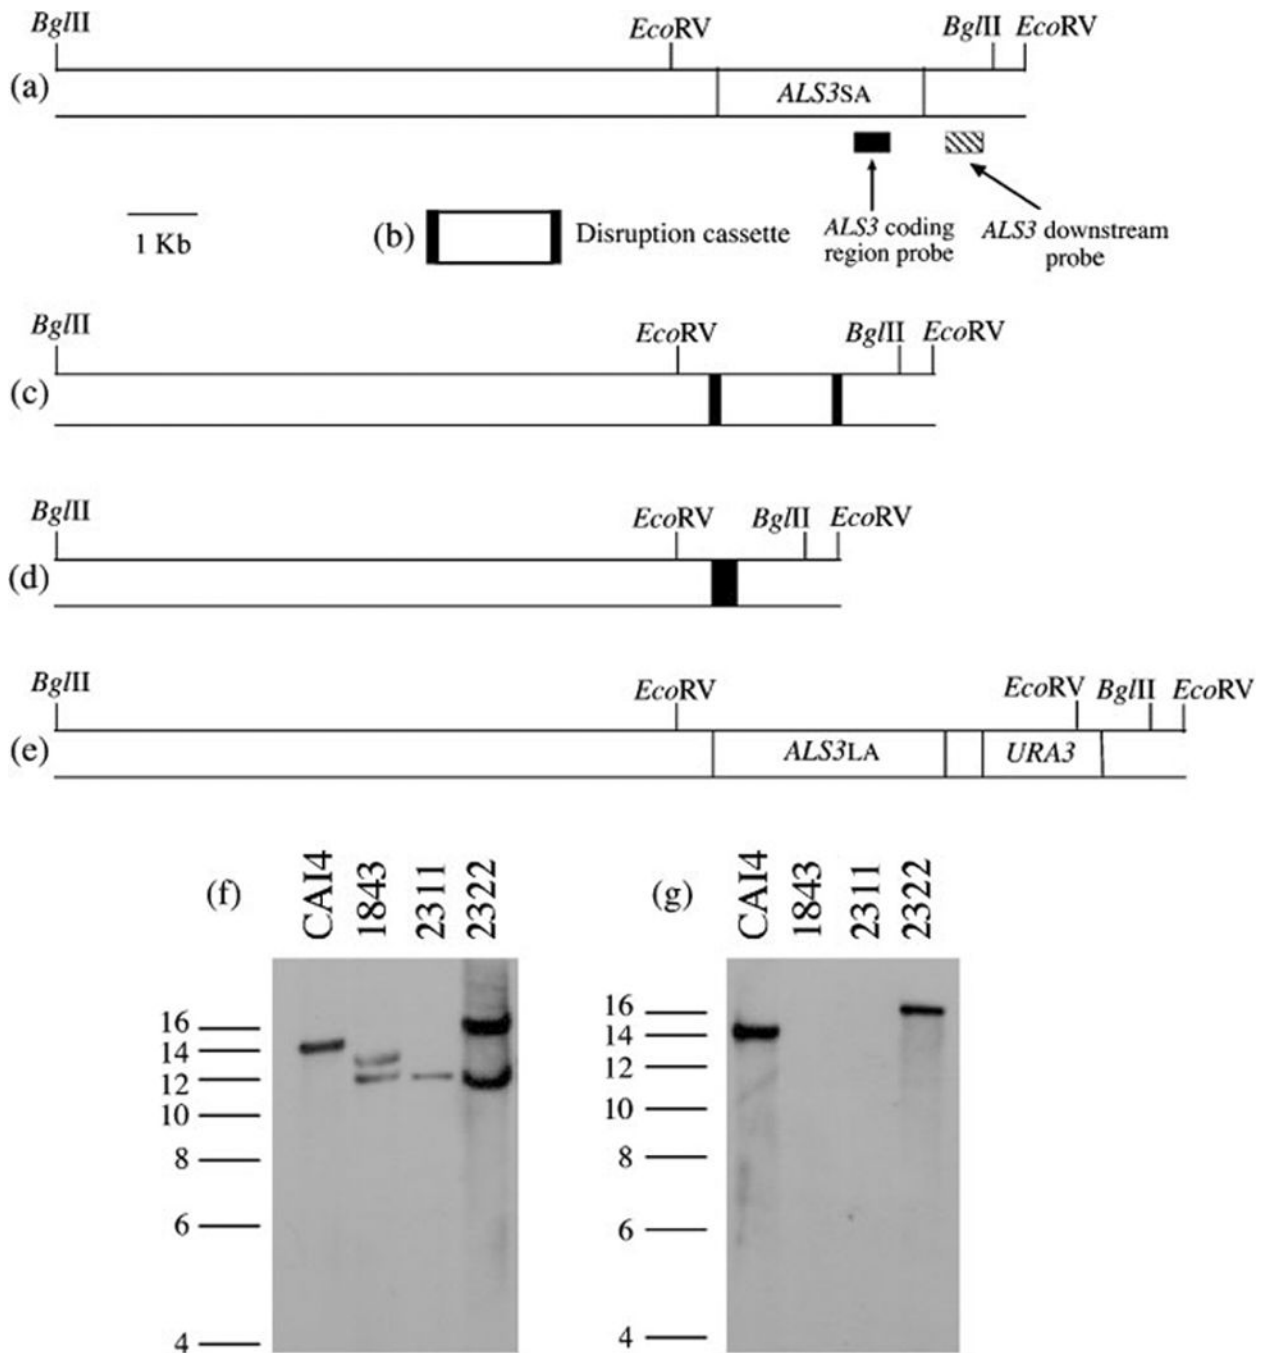 BglII EcoRV BglII EcoRV
(a)
ALS3SA
1 Kb
(b) Disruption cassette
ALS3 coding
region probe
ALS3 downstream
probe
BglII EcoRV BglII EcoRV
(c)
BglII EcoRV BglII EcoRV
(d)
BglII EcoRV EcoRV BglII EcoRV
(e)
ALS3LA URA3
(f) CAI4 1843 2311 2322
16
14
12
10
8
6
4
(g) CAI4 1843 2311 2322
16
14
12
10
8
6
4